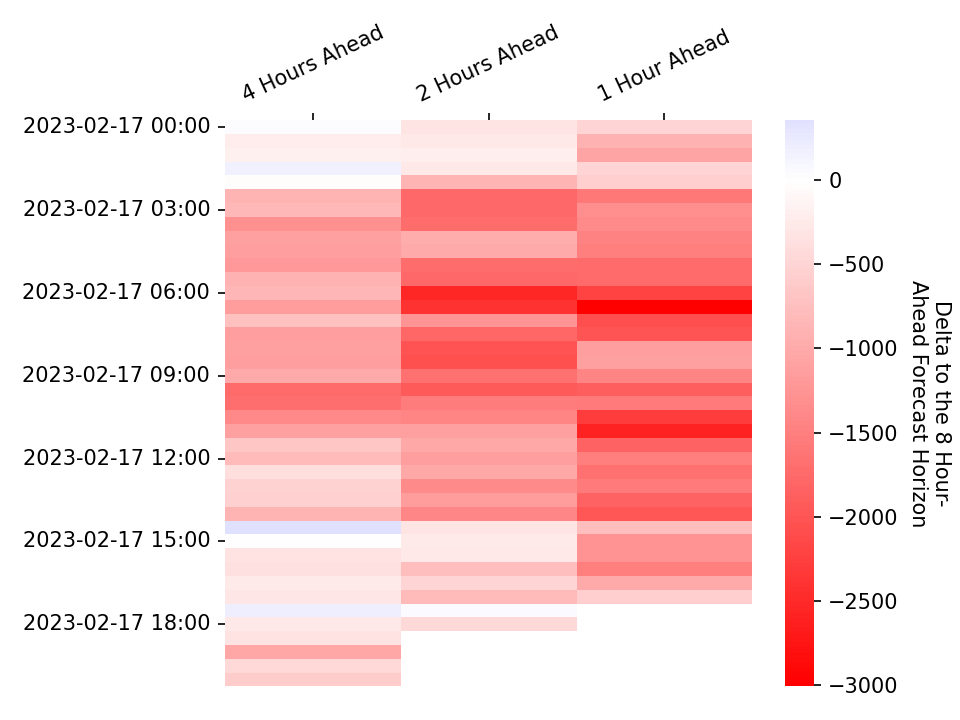 4 Hours Ahead
2 Hours Ahead
1 Hour Ahead
2023-02-17 00:00
2023-02-17 03:00
2023-02-17 06:00
2023-02-17 09:00
2023-02-17 12:00
2023-02-17 15:00
2023-02-17 18:00
0
−500
−1000
−1500
−2000
−2500
−3000
Delta to the 8 Hour-
Ahead Forecast Horizon